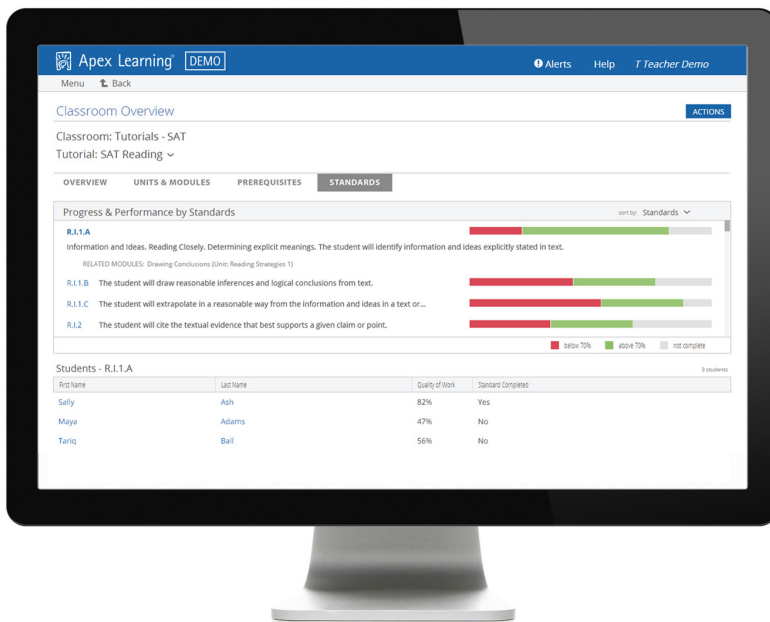 Apex Learning® DEMO
Alerts Help T Teacher Demo
Menu Back
Classroom Overview
ACTIONS
Classroom: Tutorials - SAT
Tutorial: SAT Reading
OVERVIEW UNITS & MODULES PREREQUISITES STANDARDS
Progress & Performance by Standards
sort by: Standards
R.I.1.A
Information and Ideas. Reading Closely. Determining explicit meanings. The student will identify information and ideas explicitly stated in text.
RELATED MODULES: Drawing Conclusions (Unit: Reading Strategies 1)
R.I.1.B The student will draw reasonable inferences and logical conclusions from text.
R.I.1.C The student will extrapolate in a reasonable way from the information and ideas in a text or...
R.I.2 The student will cite the textual evidence that best supports a given claim or point.
below 70% above 70% not complete
Students - R.I.1.A
3 students
First Name Last Name Quality of Work Standard Completed
Sally Ash 82% Yes
Maya Adams 47% No
Tariq Ball 56% No